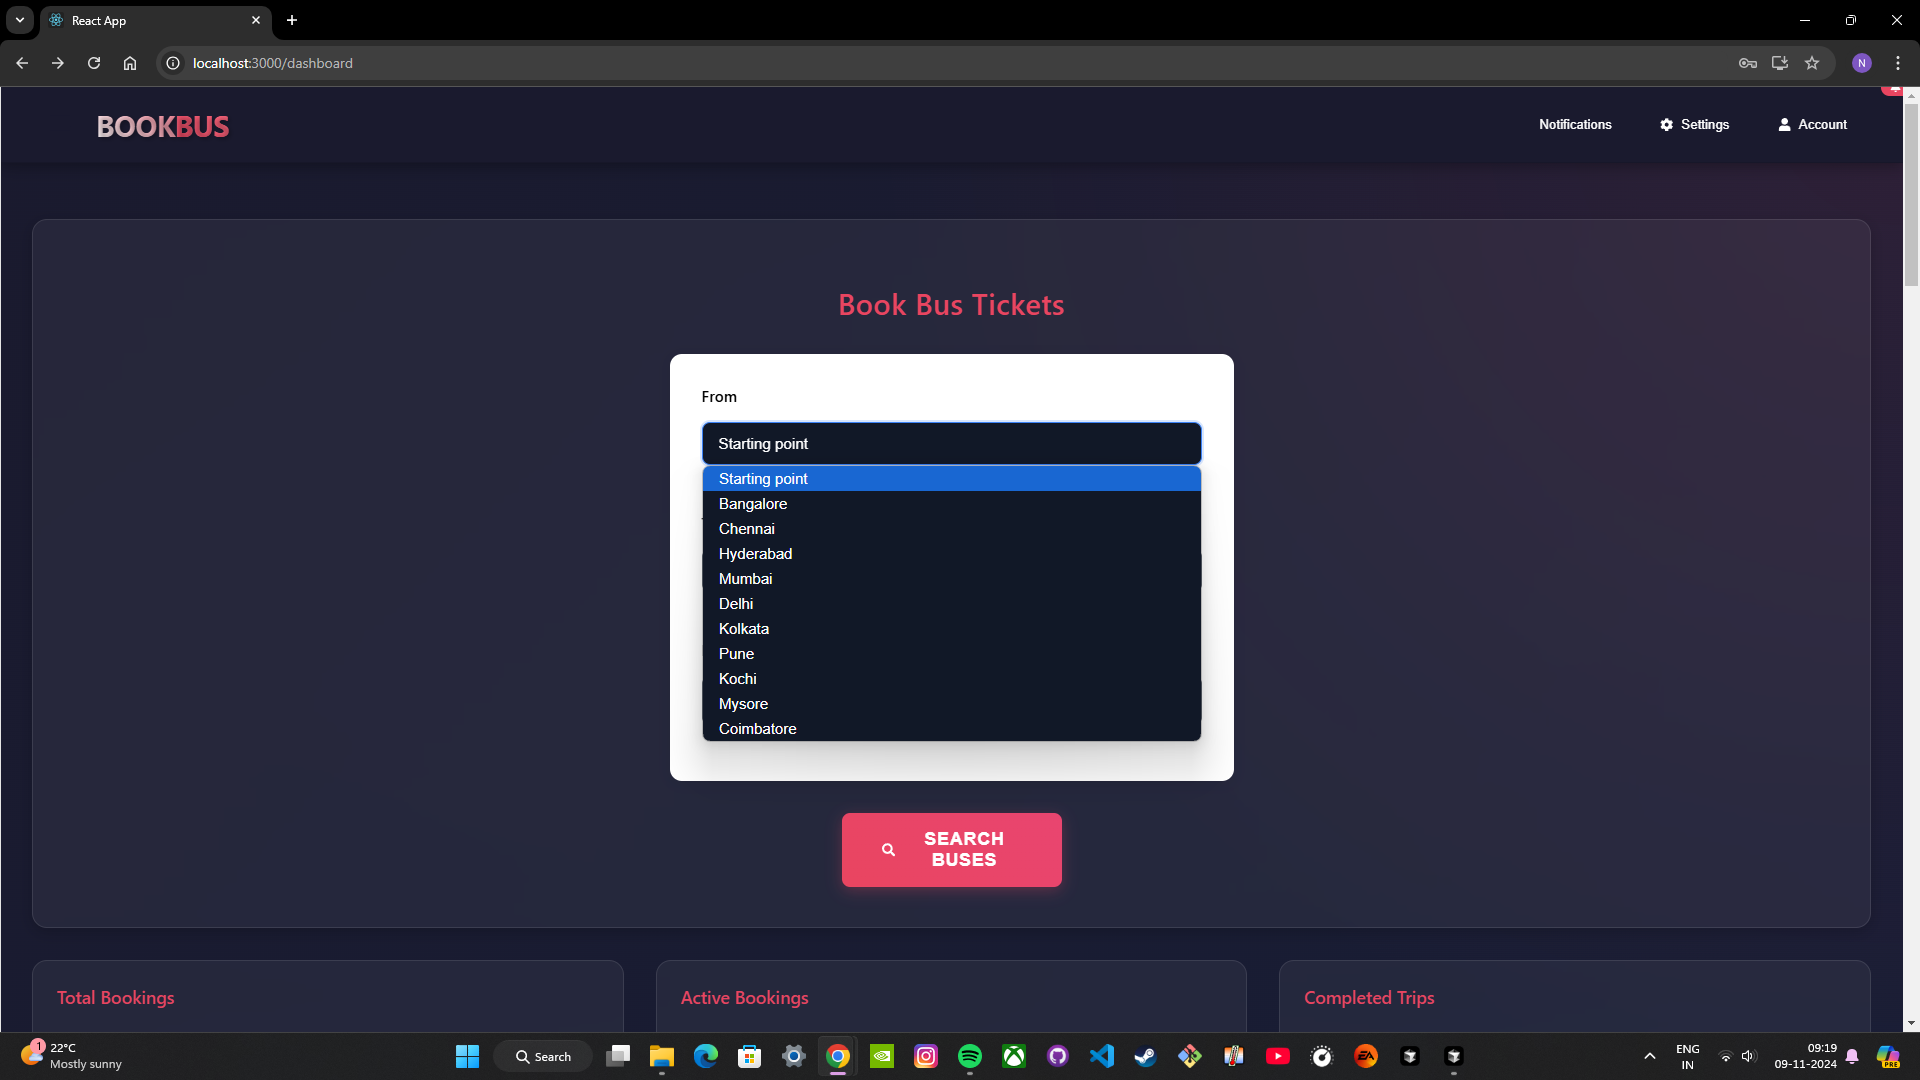 React App
localhost:3000/dashboard
N
BOOKBUS
Notifications
Settings
Account
Book Bus Tickets
From
Starting point
Starting point
Bangalore
Chennai
Hyderabad
Mumbai
Delhi
Kolkata
Pune
Kochi
Mysore
Coimbatore
SEARCH
BUSES
Total Bookings
Active Bookings
Completed Trips
1
22°C
Mostly sunny
Search
EA
ENG
IN
09:19
09-11-2024
PRE